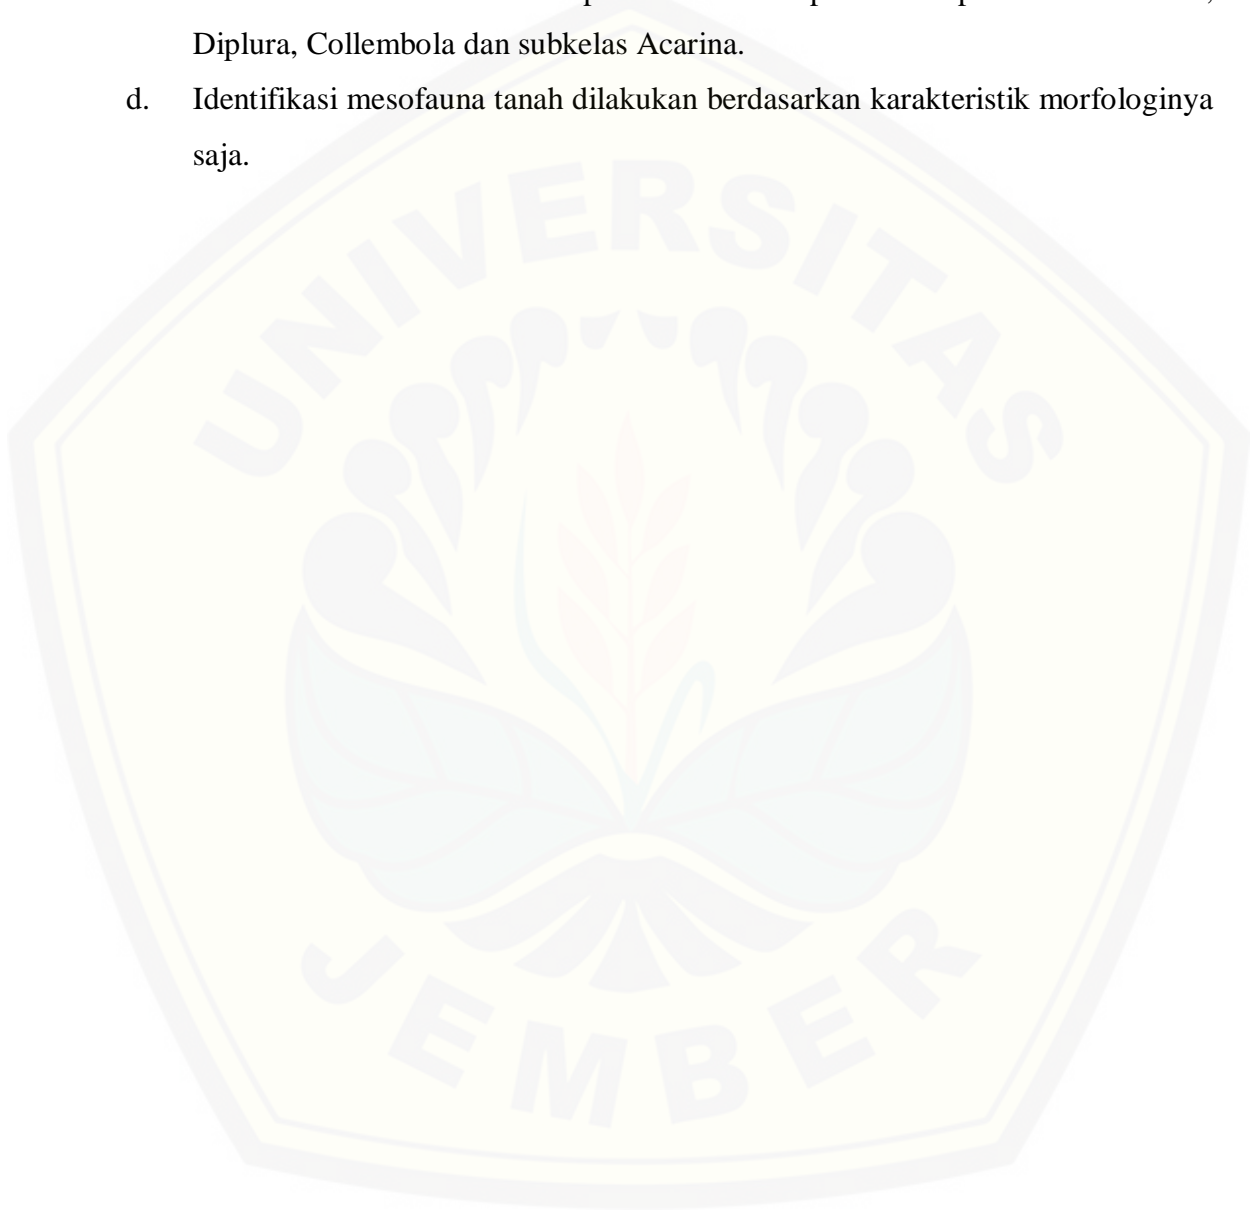 Diplura, Collembola dan subkelas Acarina.
d. Identifikasi mesofauna tanah dilakukan berdasarkan karakteristik morfologinya
saja.
UNIVERSITAS
JEMBER